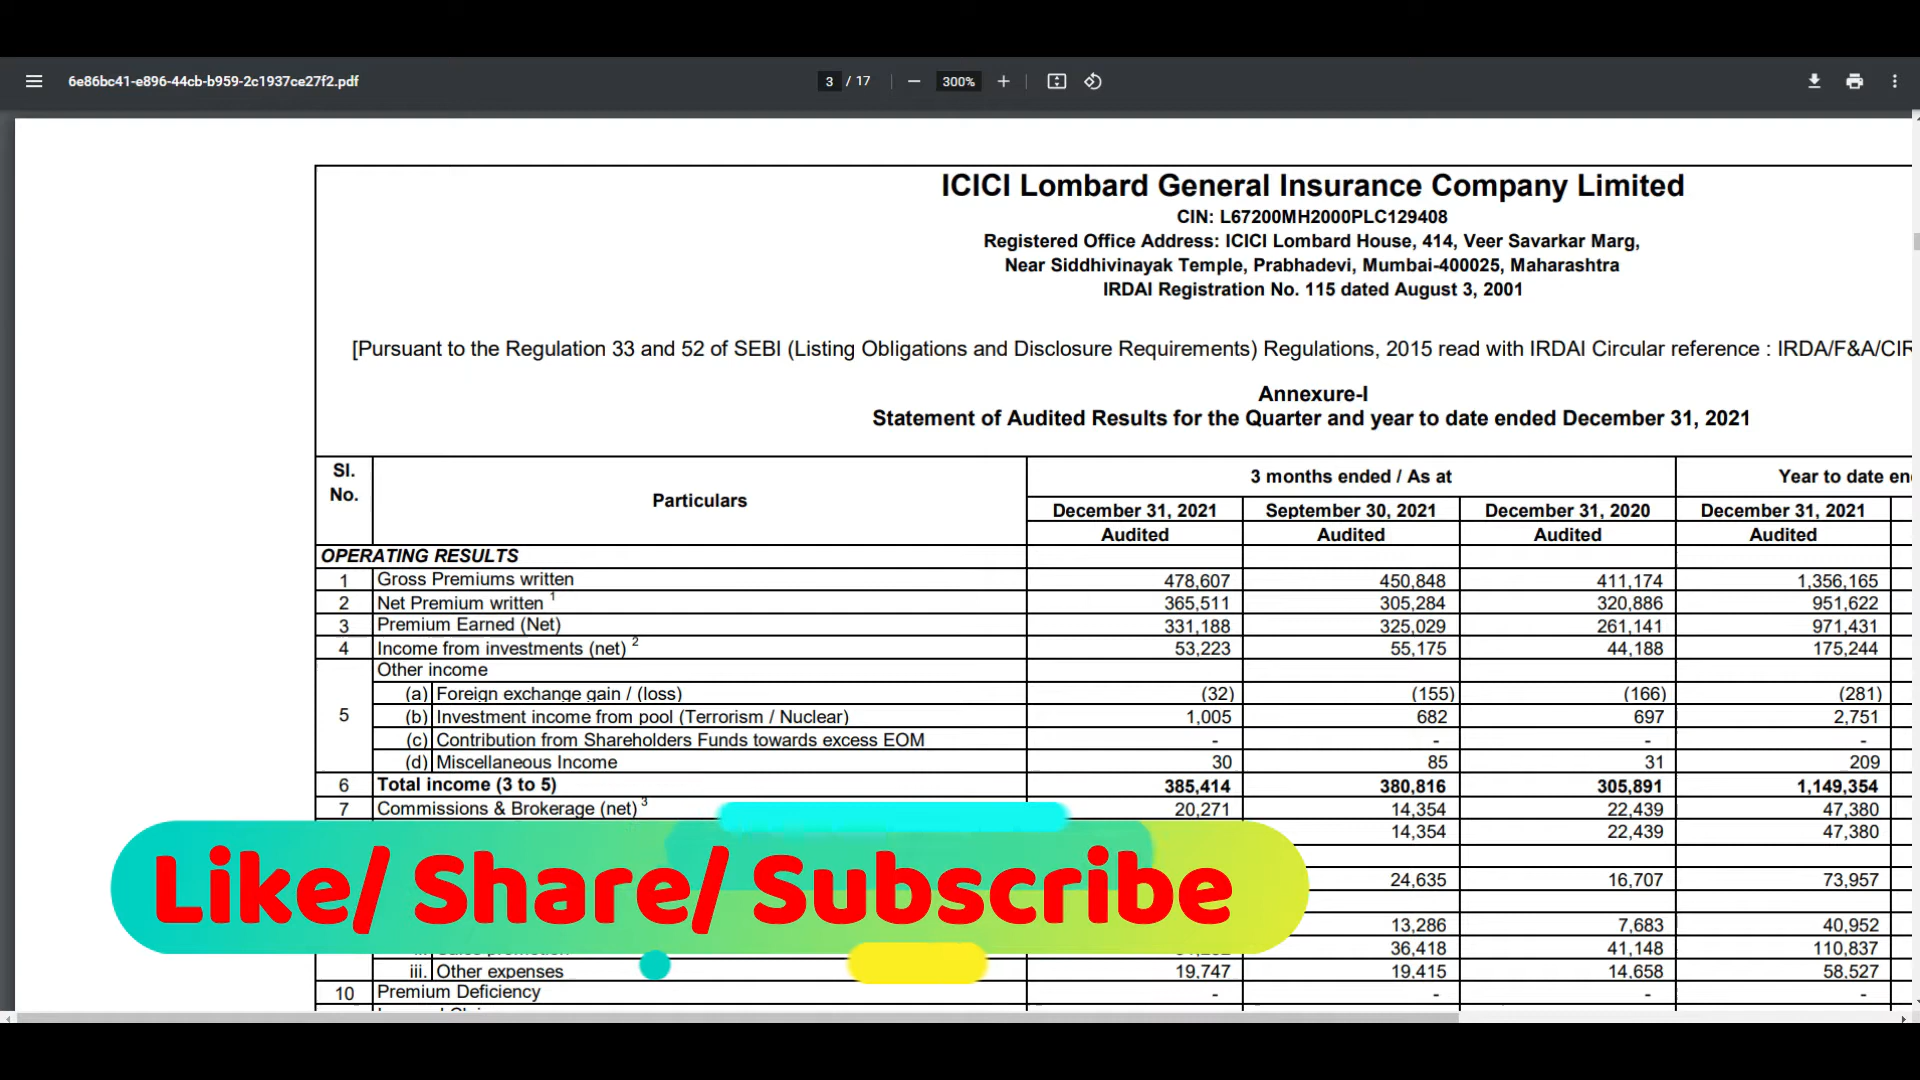 6e86bc41-e896-44cb-b959-2c1937ce27f2.pdf
3 / 17
300%
ICICI Lombard General Insurance Company Limited
CIN: L67200MH2000PLC129408
Registered Office Address: ICICI Lombard House, 414, Veer Savarkar Marg,
Near Siddhivinayak Temple, Prabhadevi, Mumbai-400025, Maharashtra
IRDAI Registration No. 115 dated August 3, 2001
[Pursuant to the Regulation 33 and 52 of SEBI (Listing Obligations and Disclosure Requirements) Regulations, 2015 read with IRDAI Circular reference : IRDA/F&A/CIR
Annexure-I
Statement of Audited Results for the Quarter and year to date ended December 31, 2021
Sl. No. Particulars 3 months ended / As at Year to date en
December 31, 2021 September 30, 2021 December 31, 2020 December 31, 2021
Audited Audited Audited Audited
OPERATING RESULTS
1 Gross Premiums written 478,607 450,848 411,174 1,356,165
2 Net Premium written 1 365,511 305,284 320,886 951,622
3 Premium Earned (Net) 331,188 325,029 261,141 971,431
4 Income from investments (net) 2 53,223 55,175 44,188 175,244
5 Other income
(a) Foreign exchange gain / (loss) (32) (155) (166) (281)
(b) Investment income from pool (Terrorism / Nuclear) 1,005 682 697 2,751
(c) Contribution from Shareholders Funds towards excess EOM - - - -
(d) Miscellaneous Income 30 85 31 209
6 Total income (3 to 5) 385,414 380,816 305,891 1,149,354
7 Commissions & Brokerage (net) 3 20,271 14,354 22,439 47,380
14,354 22,439 47,380
Like/ Share/ Subscribe
24,635 16,707 73,957
13,286 7,683 40,952
36,418 41,148 110,837
iii. Other expenses 19,747 19,415 14,658 58,527
10 Premium Deficiency - - - -